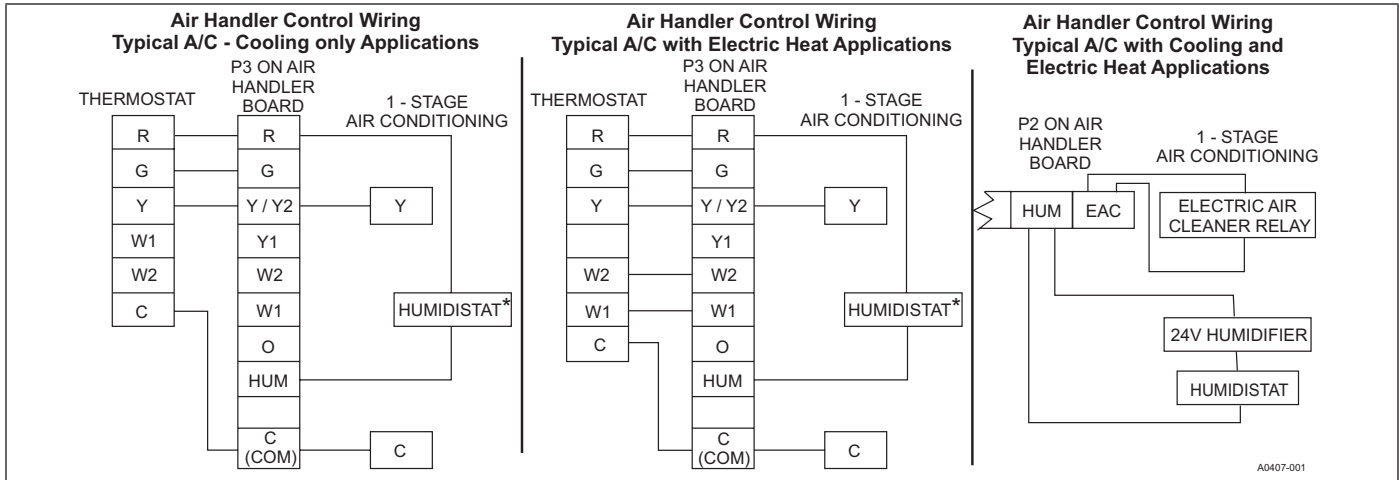 Air Handler Control Wiring
Typical A/C - Cooling only Applications
P3 ON AIR
HANDLER
BOARD
THERMOSTAT
1 - STAGE
AIR CONDITIONING
R
R
G
G
Y
Y / Y2
Y
W1
Y1
W2
W2
C
W1
HUMIDISTAT*
O
HUM
C
(COM)
C
Air Handler Control Wiring
Typical A/C with Electric Heat Applications
P3 ON AIR
HANDLER
BOARD
THERMOSTAT
1 - STAGE
AIR CONDITIONING
R
R
G
G
Y
Y / Y2
Y
Y1
W2
W2
W1
W1
HUMIDISTAT*
C
O
HUM
C
(COM)
C
Air Handler Control Wiring
Typical A/C with Cooling and
Electric Heat Applications
P2 ON AIR
HANDLER
BOARD
1 - STAGE
AIR CONDITIONING
HUM
EAC
ELECTRIC AIR
CLEANER RELAY
24V HUMIDIFIER
HUMIDISTAT
A0407-001